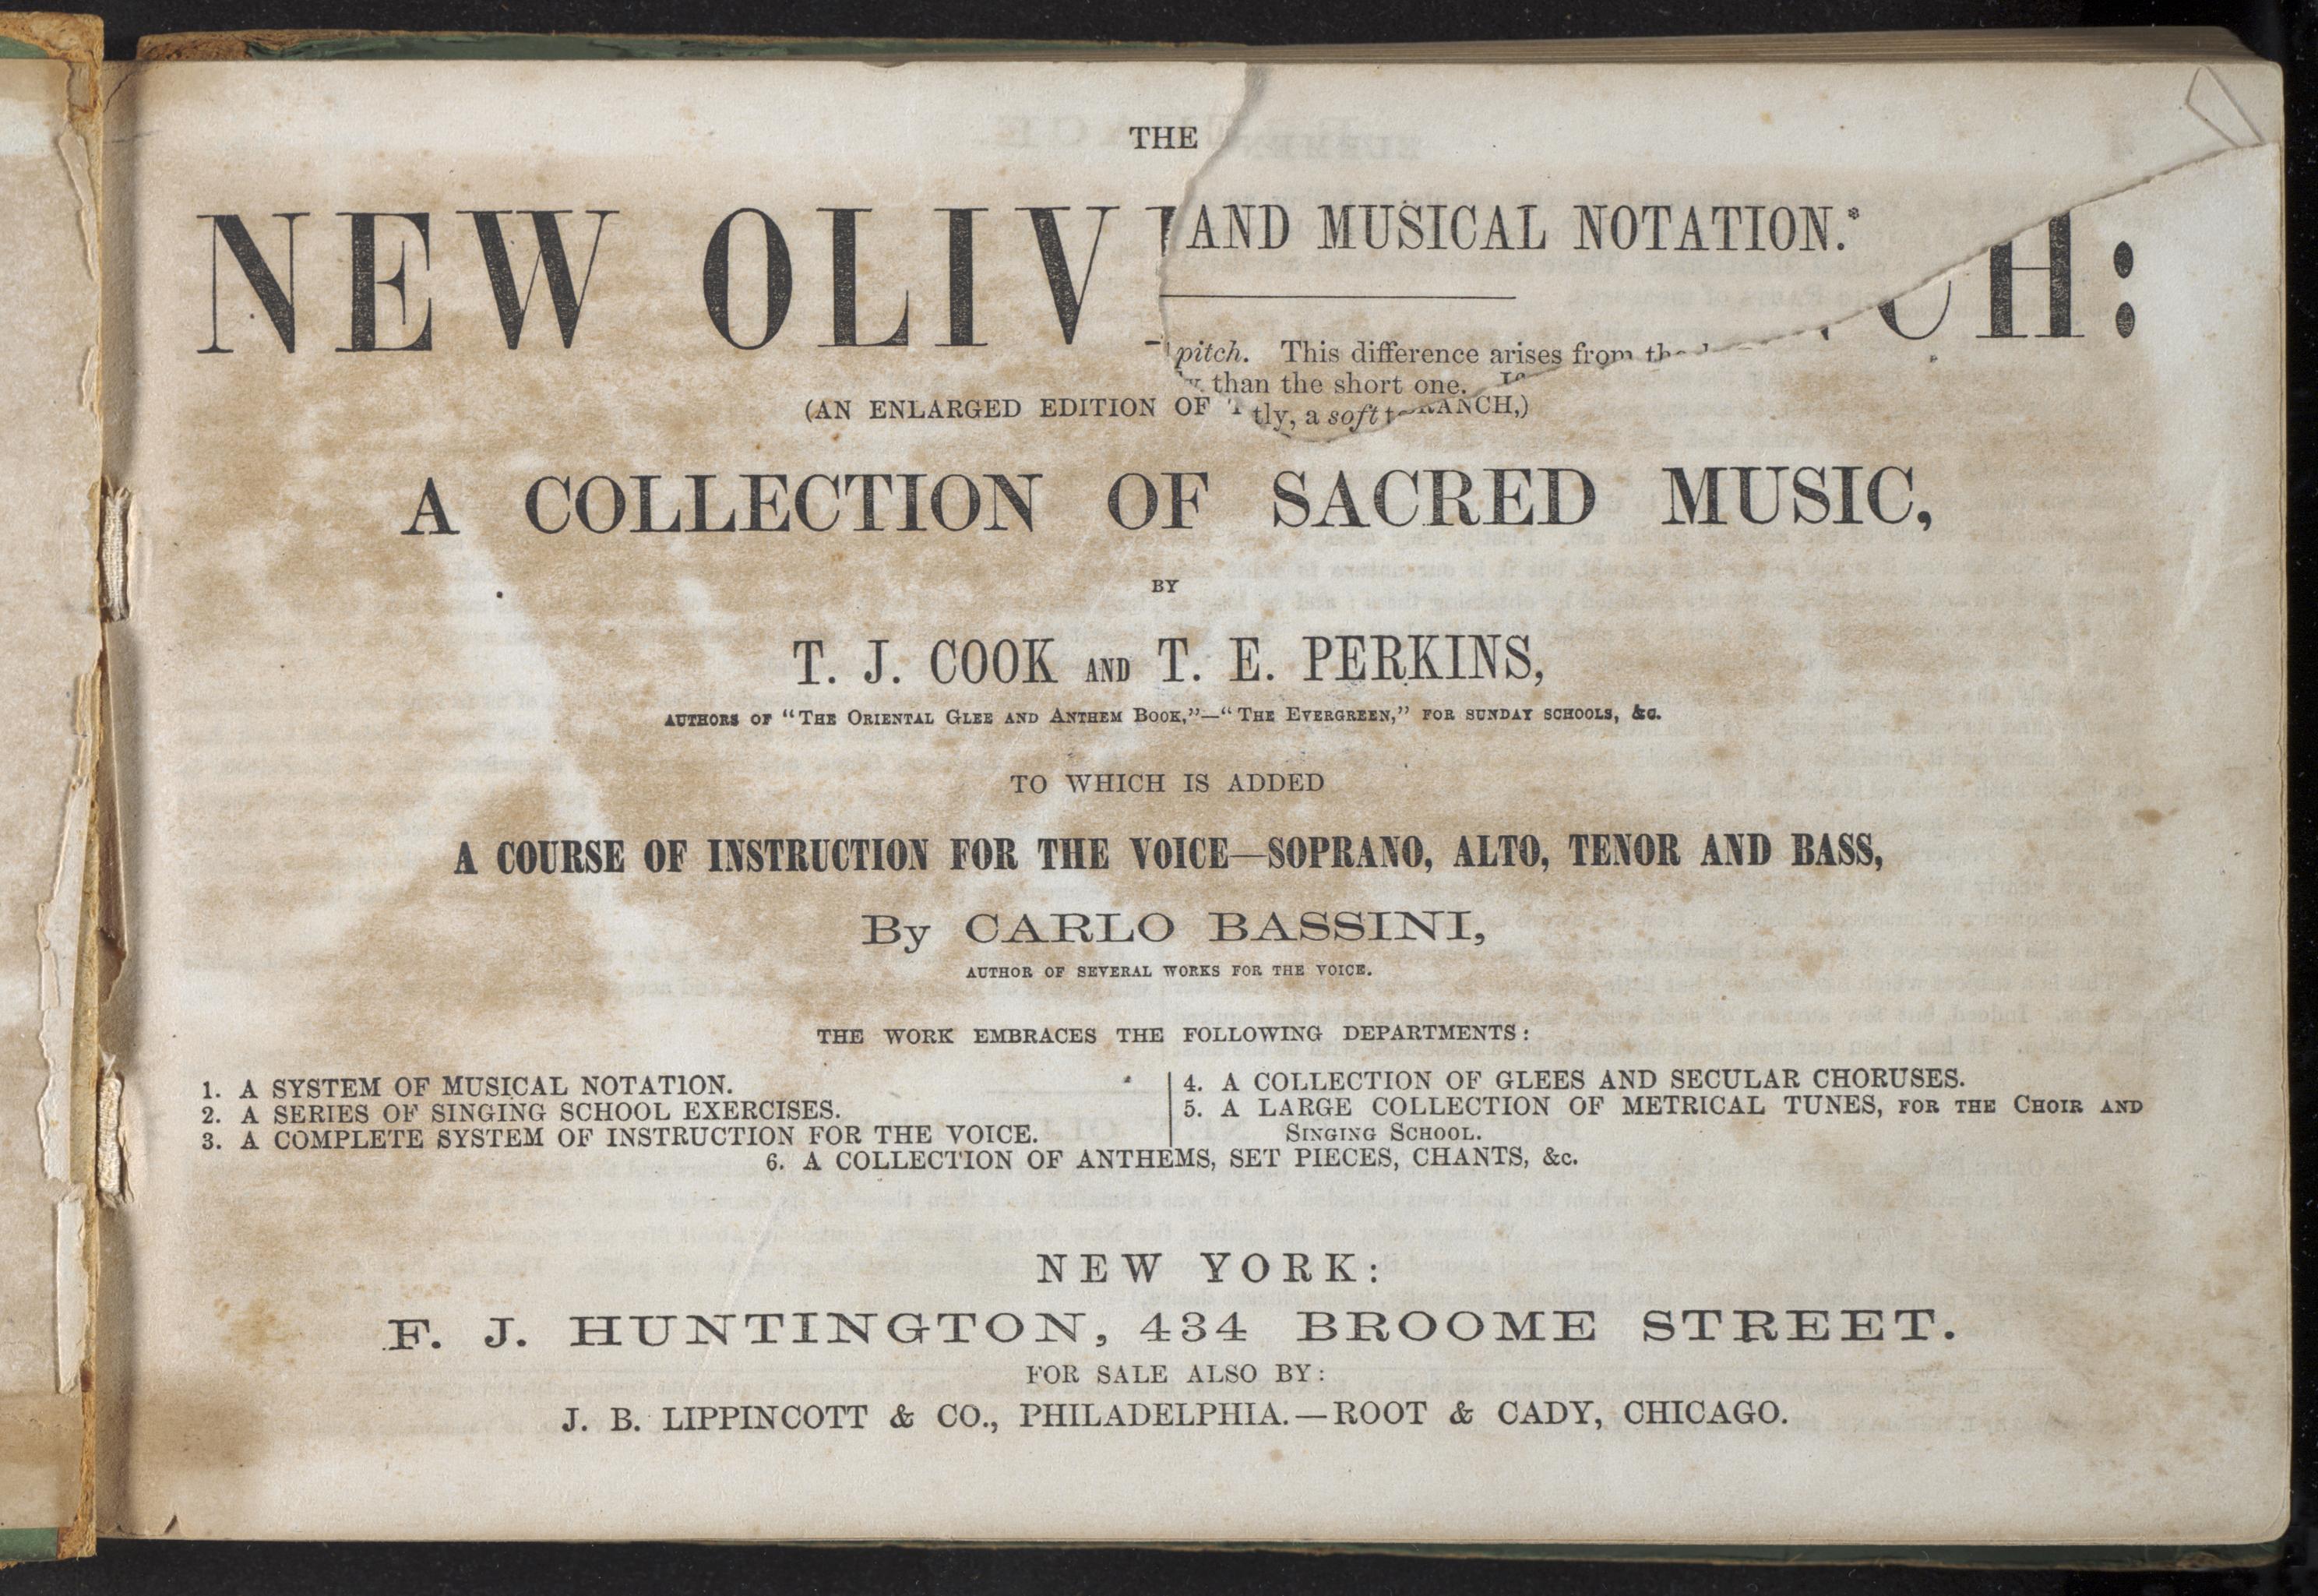 THE
NEW OLIV
AND MUSICAL NOTATION.*
CH:
pitch. This difference arises from
than the short one.
tly, a soft
(AN ENLARGED EDITION OF BRANCH,)
A COLLECTION OF SACRED MUSIC,
BY
T. J. COOK AND T. E. PERKINS,
AUTHORS OF "THE ORIENTAL GLEE AND ANTHEM BOOK,"—"THE EVERGREEN," FOR SUNDAY SCHOOLS, &C.
TO WHICH IS ADDED
A COURSE OF INSTRUCTION FOR THE VOICE—SOPRANO, ALTO, TENOR AND BASS,
By CARLO BASSINI,
AUTHOR OF SEVERAL WORKS FOR THE VOICE.
THE WORK EMBRACES THE FOLLOWING DEPARTMENTS:
1. A SYSTEM OF MUSICAL NOTATION.
2. A SERIES OF SINGING SCHOOL EXERCISES.
3. A COMPLETE SYSTEM OF INSTRUCTION FOR THE VOICE.
4. A COLLECTION OF GLEES AND SECULAR CHORUSES.
5. A LARGE COLLECTION OF METRICAL TUNES, FOR THE CHOIR AND
SINGING SCHOOL.
6. A COLLECTION OF ANTHEMS, SET PIECES, CHANTS, &c.
NEW YORK:
F. J. HUNTINGTON, 434 BROOME STREET.
FOR SALE ALSO BY:
J. B. LIPPINCOTT & CO., PHILADELPHIA.—ROOT & CADY, CHICAGO.